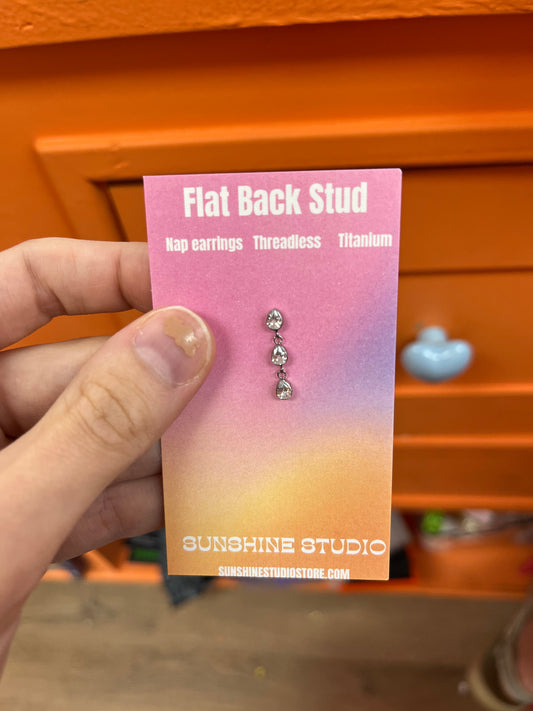 Flat Back Stud
Nap earrings Threadless Titanium
SUNSHINE STUDIO
SUNSHINESTUDIOSTORE.COM